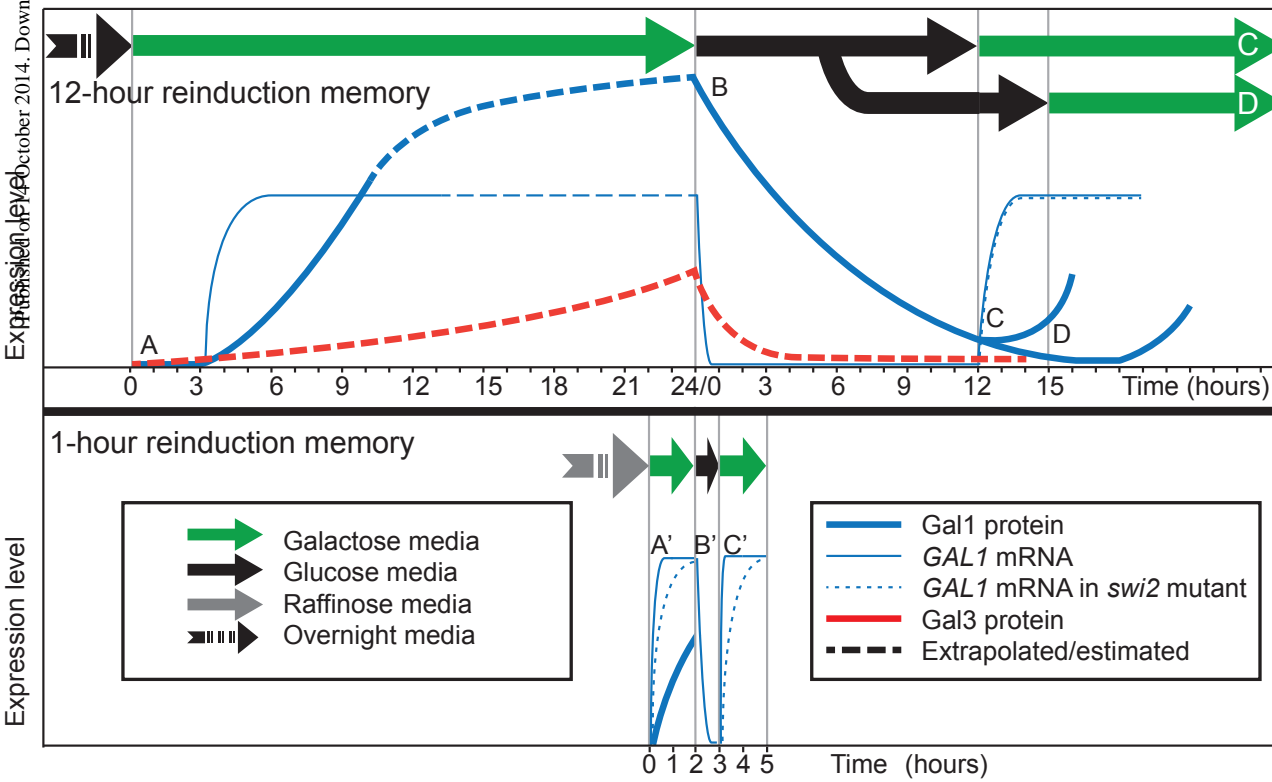 Published on 14 October 2014. Down
C
D
12-hour reinduction memory
B
Expression level
A
C
D
0 3 6 9 12 15 18 21 24/0 3 6 9 12 15 Time (hours)
1-hour reinduction memory
Galactose media
Glucose media
Raffinose media
Overnight media
Expression level
A' B' C'
Gal1 protein
GAL1 mRNA
GAL1 mRNA in swi2 mutant
Gal3 protein
Extrapolated/estimated
0 1 2 3 4 5 Time (hours)